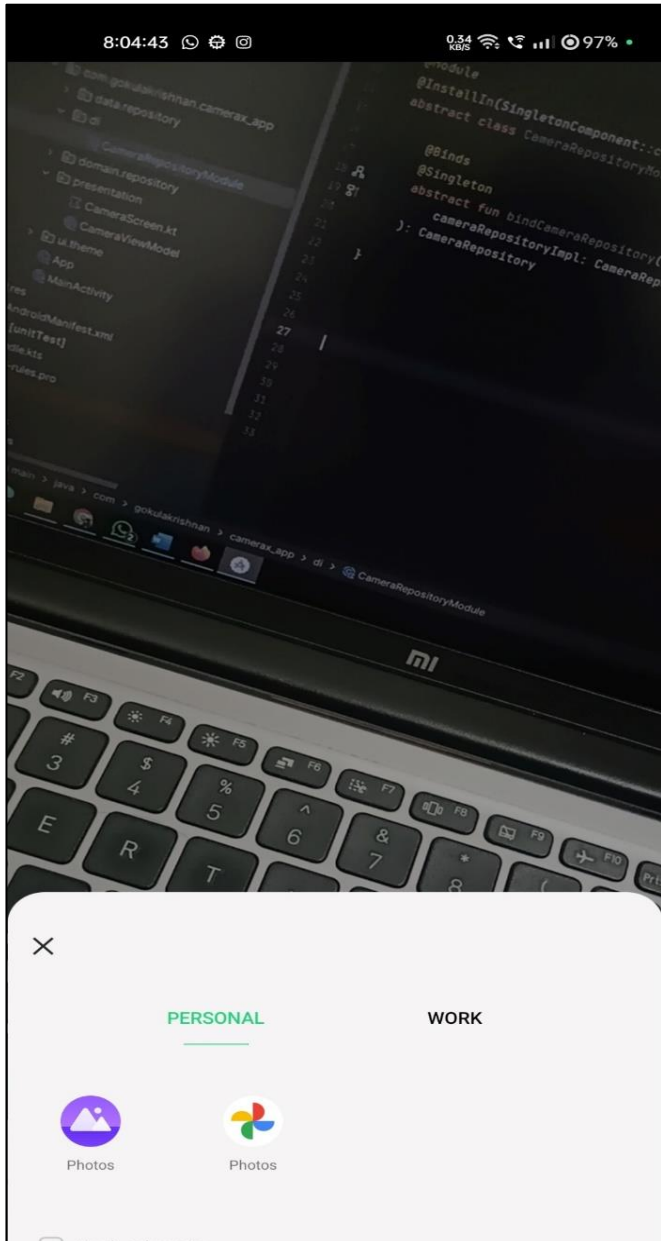 8:04:43
0.34
KB/S
97%
com.gokulakrishnan.camerax_app
data.repository
di
CameraRepositoryModule
domain.repository
presentation
CameraScreen.kt
CameraViewModel
ui.theme
App
MainActivity
res
AndroidManifest.xml
[unitTest]
@Module
@InstallIn(SingletonComponent::c
abstract class CameraRepositoryMo
@Binds
18
@Singleton
19
abstract fun bindCameraRepository(
20
cameraRepositoryImpl: CameraRep
21
): CameraRepository
22
23 }
24
25
26
27
28
29
30
31
32
33
main > java > com > gokulakrishnan > camerax_app > di > CameraRepositoryModule
mi
F2 F3 F4 F5 F6 F7 F8 F9 F10 Prt
# $ % ^ & * (
3 4 5 6 7 8
E R T
PERSONAL WORK
Photos Photos